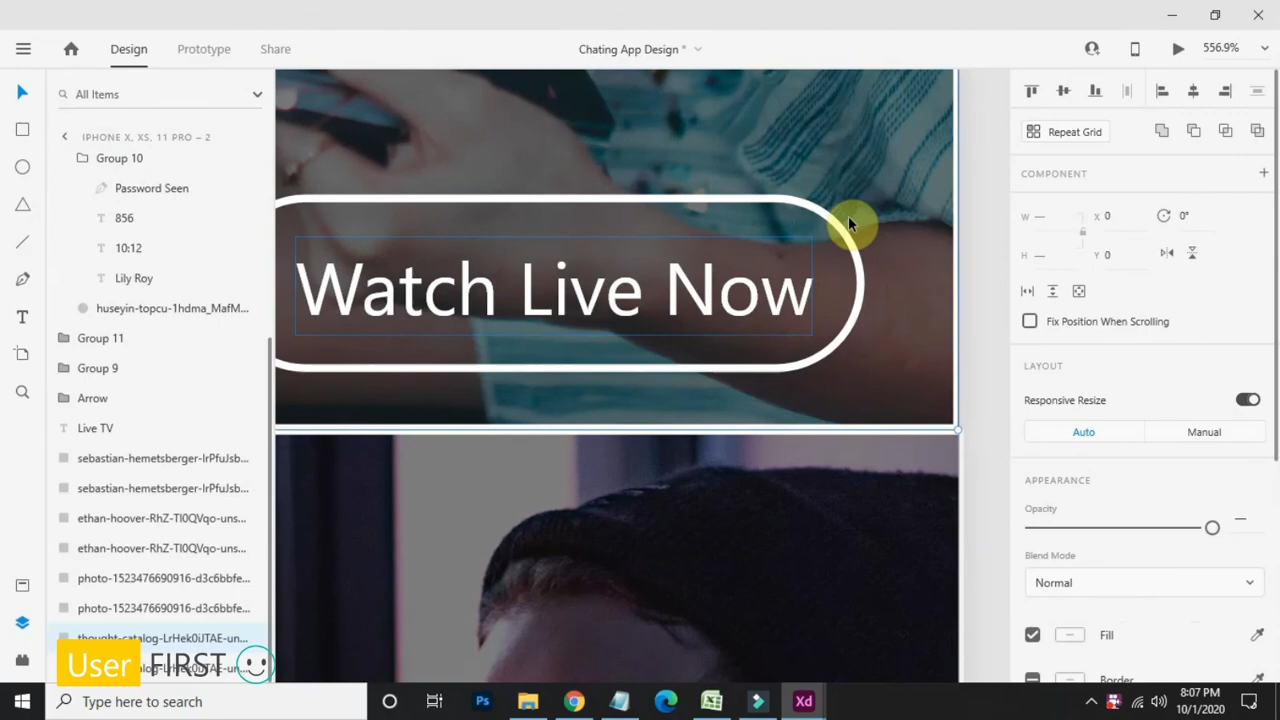 Design
Prototype
Share
Chating App Design *
556.9%
All Items
IPHONE X, XS, 11 PRO – 2
Group 10
Password Seen
856
10:12
Lily Roy
huseyin-topcu-1hdma_MafM...
Group 11
Group 9
Arrow
Live TV
sebastian-hemetsberger-IrPfuJsb...
sebastian-hemetsberger-IrPfuJsb...
ethan-hoover-RhZ-TI0QVqo-uns...
ethan-hoover-RhZ-TI0QVqo-uns...
photo-1523476690916-d3c6bbfe...
photo-1523476690916-d3c6bbfe...
thought-catalog-LrHek0iJTAE-un...
User FIRST
Watch Live Now
Repeat Grid
COMPONENT
W
X 0
0°
H
Y 0
Fix Position When Scrolling
LAYOUT
Responsive Resize
Auto
Manual
APPEARANCE
Opacity
Blend Mode
Normal
Fill
Border
Type here to search
Ps
Xd
8:07 PM
10/1/2020